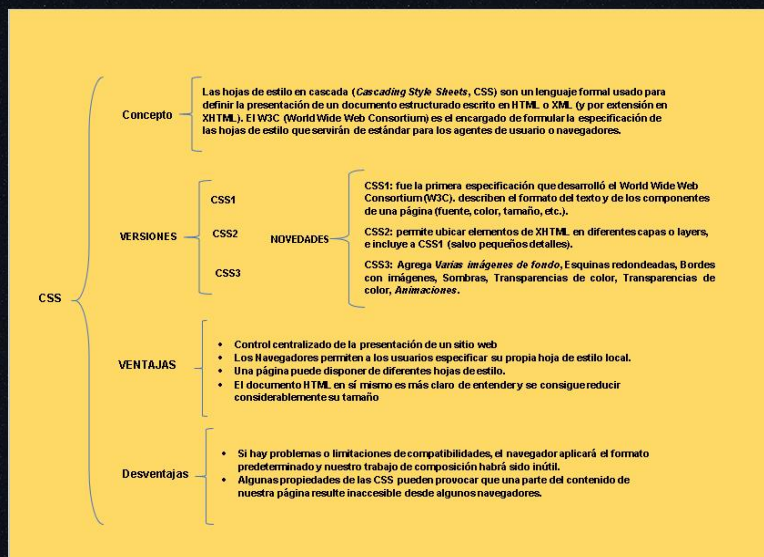 CSS
Concepto
Las hojas de estilo en cascada (Cascading Style Sheets, CSS) son un lenguaje formal usado para
definir la presentación de un documento estructurado escrito en HTML o XML (y por extensión en
XHTML). El W3C (World Wide Web Consortium) es el encargado de formular la especificación de
las hojas de estilo que servirán de estándar para los agentes de usuario o navegadores.
VERSIONES
CSS1
CSS2
CSS3
NOVEDADES
CSS1: fue la primera especificación que desarrolló el World Wide Web
Consortium (W3C). describen el formato del texto y de los componentes
de una página (fuente, color, tamaño, etc.).
CSS2: permite ubicar elementos de XHTML en diferentes capas o layers,
e incluye a CSS1 (salvo pequeños detalles).
CSS3: Agrega Varias imágenes de fondo, Esquinas redondeadas, Bordes
con imágenes, Sombras, Transparencias de color, Transparencias de
color, Animaciones.
VENTAJAS
• Control centralizado de la presentación de un sitio web
• Los Navegadores permiten a los usuarios especificar su propia hoja de estilo local.
• Una página puede disponer de diferentes hojas de estilo.
• El documento HTML en sí mismo es más claro de entender y se consigue reducir
considerablemente su tamaño
Desventajas
• Si hay problemas o limitaciones de compatibilidades, el navegador aplicará el formato
predeterminado y nuestro trabajo de composición habrá sido inútil.
• Algunas propiedades de las CSS pueden provocar que una parte del contenido de
nuestra página resulte inaccesible desde algunos navegadores.